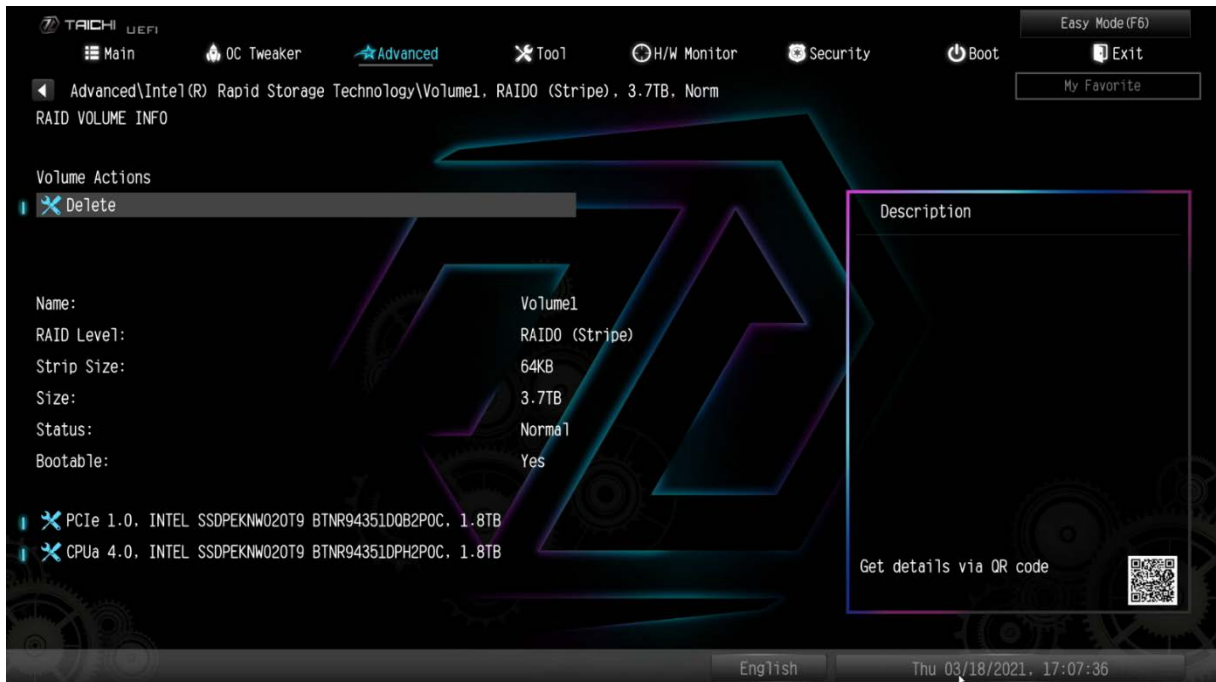 TAICHI UEFI
Easy Mode(F6)
Main OC Tweaker Advanced Tool H/W Monitor Security Boot Exit
Advanced\Intel(R) Rapid Storage Technology\Volume1, RAID0 (Stripe), 3.7TB, Norm
My Favorite
RAID VOLUME INFO
Volume Actions
Delete
Description
Name: Volume1
RAID Level: RAID0 (Stripe)
Strip Size: 64KB
Size: 3.7TB
Status: Normal
Bootable: Yes
PCIe 1.0, INTEL SSDPEKNW020T9 BTNR94351DQB2P0C, 1.8TB
CPUa 4.0, INTEL SSDPEKNW020T9 BTNR94351DPH2P0C, 1.8TB
Get details via QR code
English
Thu 03/18/2021, 17:07:36